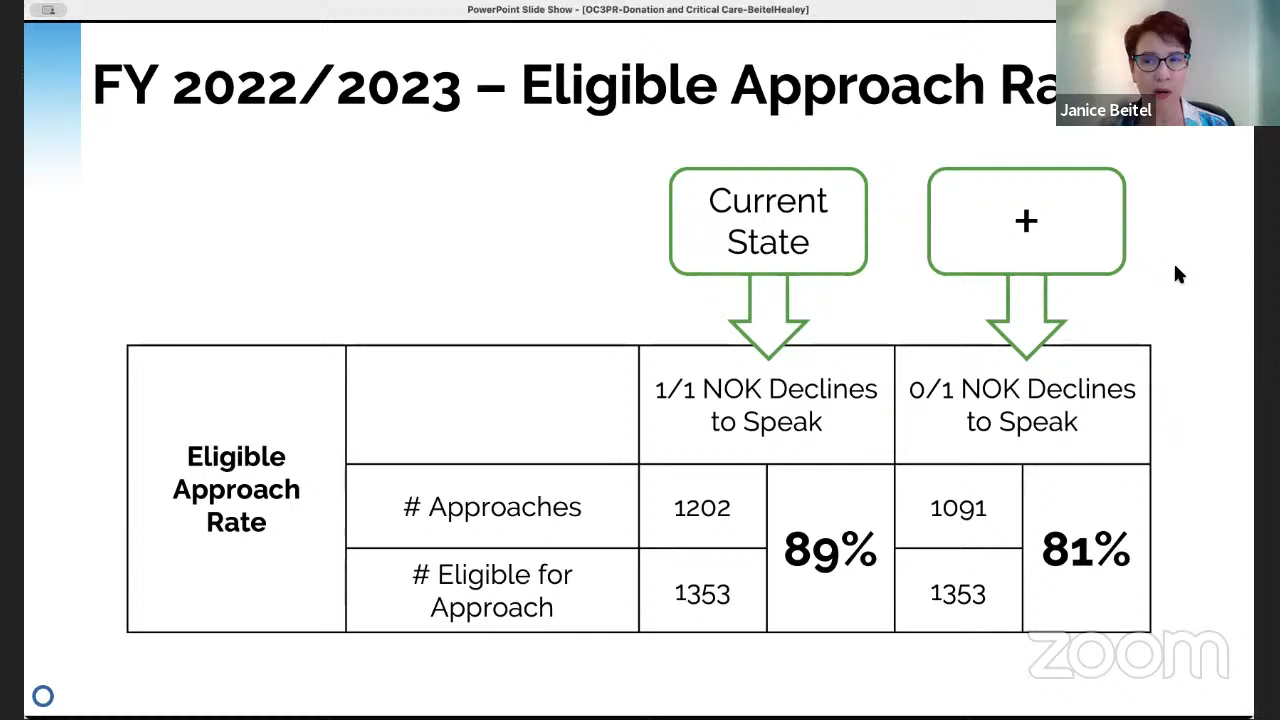 PowerPoint Slide Show - [OC3PR-Donation and Critical Care-BeitelHealey]
FY 2022/2023 – Eligible Approach Ra
Janice Beitel
Current
State
+
1/1 NOK Declines
to Speak
0/1 NOK Declines
to Speak
Eligible
Approach
Rate
# Approaches
1202
89%
1091
81%
# Eligible for
Approach
1353
1353
zoom